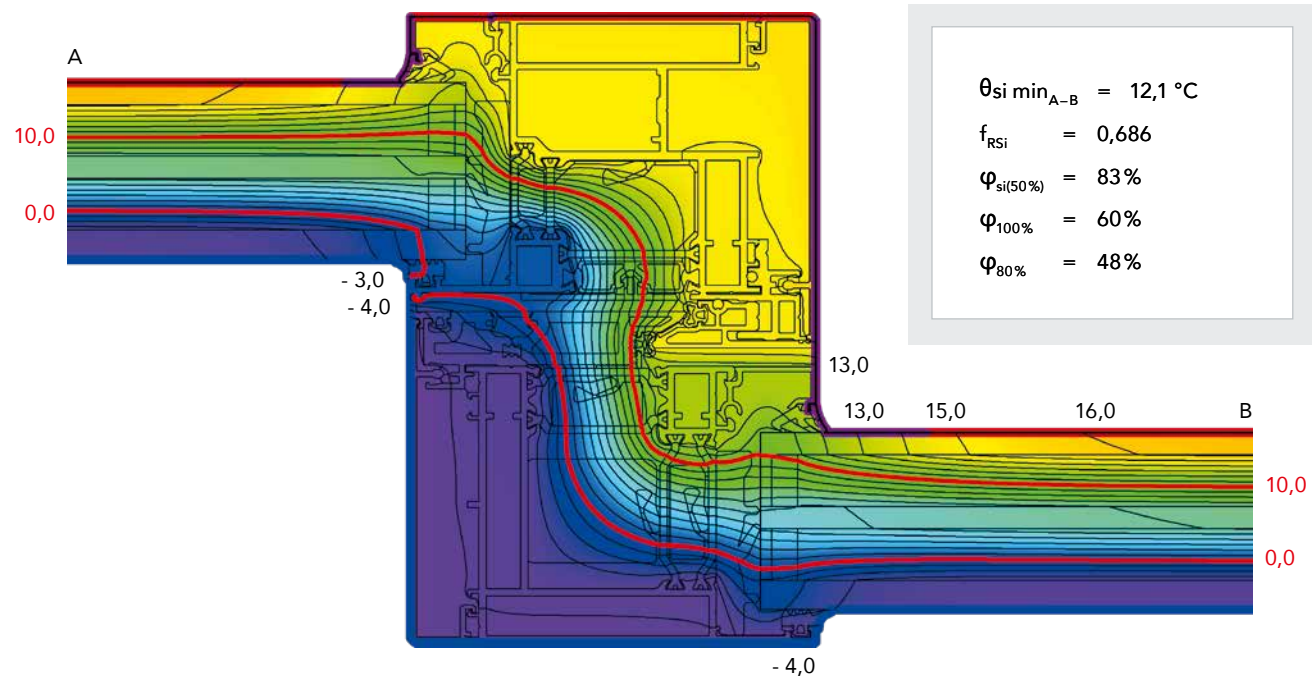 A
θsi min A–B = 12,1 °C
fRSi = 0,686
φsi(50%) = 83%
φ100% = 60%
φ80% = 48%
10,0
0,0
- 3,0
- 4,0
13,0
13,0 15,0 16,0 B
10,0
0,0
- 4,0